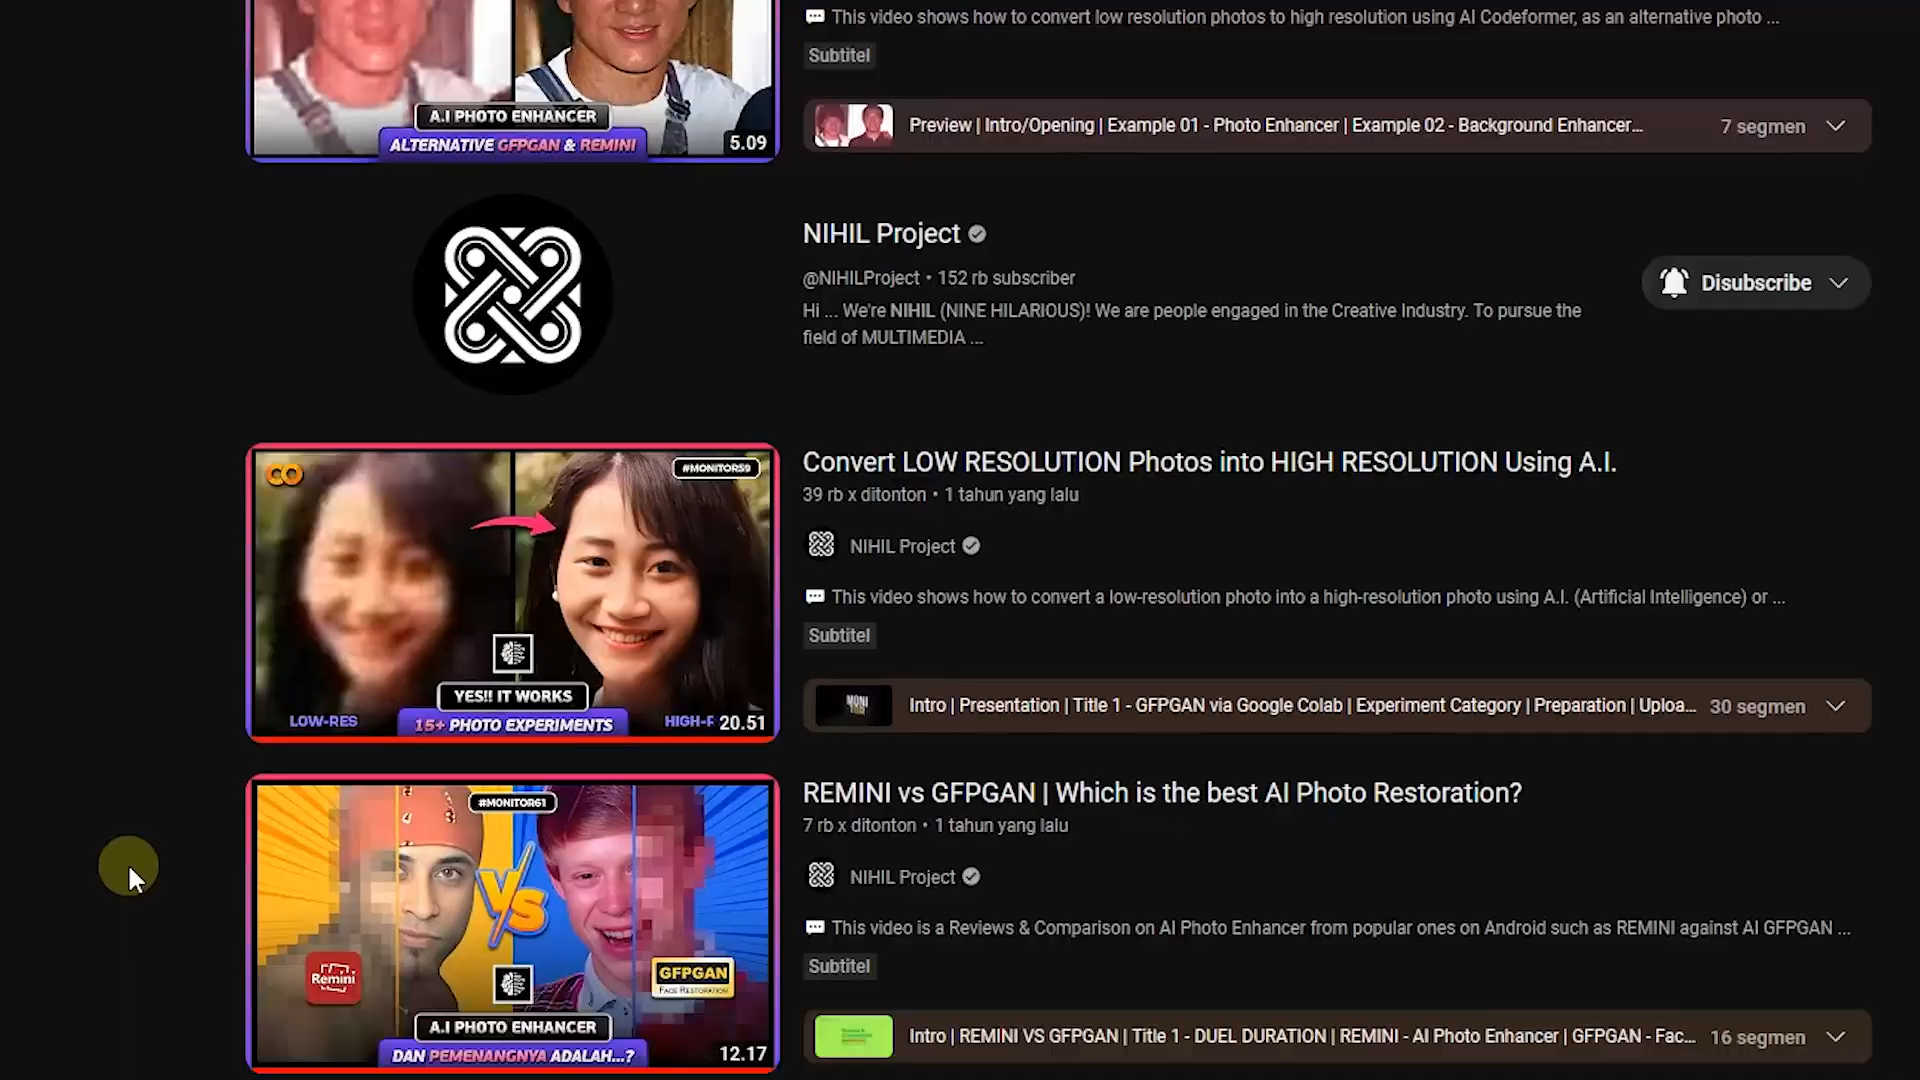 This video shows how to convert low resolution photos to high resolution using AI Codeformer, as an alternative photo ...
Subtitel
A.I PHOTO ENHANCER
ALTERNATIVE GFPGAN & REMINI
5.09
Preview | Intro/Opening | Example 01 - Photo Enhancer | Example 02 - Background Enhancer...
7 segmen
NIHIL Project
@NIHILProject • 152 rb subscriber
Hi ... We're NIHIL (NINE HILARIOUS)! We are people engaged in the Creative Industry. To pursue the
field of MULTIMEDIA ...
Disubscribe
CO
#MONITOR59
YES!! IT WORKS
LOW-RES
15+ PHOTO EXPERIMENTS
HIGH-R
20.51
Convert LOW RESOLUTION Photos into HIGH RESOLUTION Using A.I.
39 rb x ditonton • 1 tahun yang lalu
NIHIL Project
This video shows how to convert a low-resolution photo into a high-resolution photo using A.I. (Artificial Intelligence) or ...
Subtitel
MONI
Intro | Presentation | Title 1 - GFPGAN via Google Colab | Experiment Category | Preparation | Uploa...
30 segmen
#MONITOR61
VS
Remini
GFPGAN
FACE RESTORATION
A.I PHOTO ENHANCER
DAN PEMENANGNYA ADALAH...?
12.17
REMINI vs GFPGAN | Which is the best AI Photo Restoration?
7 rb x ditonton • 1 tahun yang lalu
NIHIL Project
This video is a Reviews & Comparison on AI Photo Enhancer from popular ones on Android such as REMINI against AI GFPGAN ...
Subtitel
Intro | REMINI VS GFPGAN | Title 1 - DUEL DURATION | REMINI - AI Photo Enhancer | GFPGAN - Fac...
16 segmen